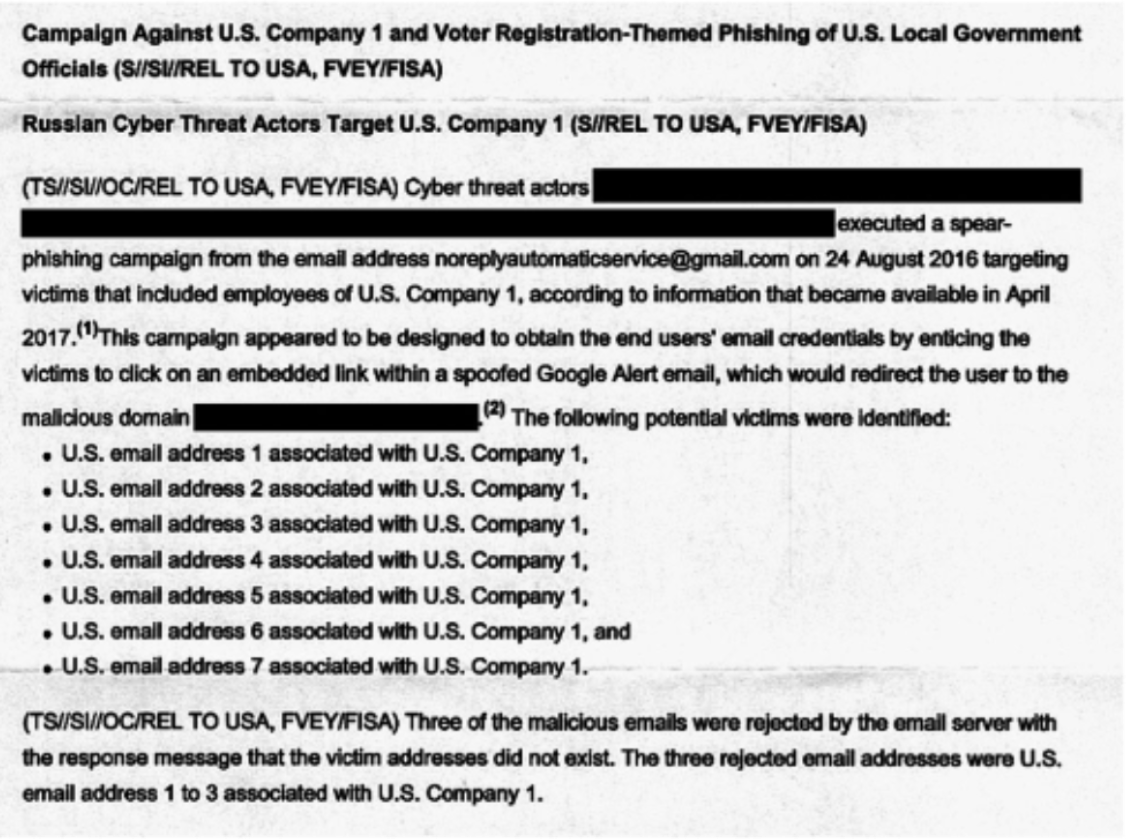 Campaign Against U.S. Company 1 and Voter Registration-Themed Phishing of U.S. Local Government
Officials (S//SI//REL TO USA, FVEY/FISA)
Russian Cyber Threat Actors Target U.S. Company 1 (S//REL TO USA, FVEY/FISA)
(TS//SI//OC/REL TO USA, FVEY/FISA) Cyber threat actors
executed a spear-
phishing campaign from the email address noreplyautomaticservice@gmail.com on 24 August 2016 targeting
victims that included employees of U.S. Company 1, according to information that became available in April
2017.(1)This campaign appeared to be designed to obtain the end users' email credentials by enticing the
victims to click on an embedded link within a spoofed Google Alert email, which would redirect the user to the
malicious domain .(2) The following potential victims were identified:
• U.S. email address 1 associated with U.S. Company 1,
• U.S. email address 2 associated with U.S. Company 1,
• U.S. email address 3 associated with U.S. Company 1,
• U.S. email address 4 associated with U.S. Company 1,
• U.S. email address 5 associated with U.S. Company 1,
• U.S. email address 6 associated with U.S. Company 1, and
• U.S. email address 7 associated with U.S. Company 1.
(TS//SI//OC/REL TO USA, FVEY/FISA) Three of the malicious emails were rejected by the email server with
the response message that the victim addresses did not exist. The three rejected email addresses were U.S.
email address 1 to 3 associated with U.S. Company 1.